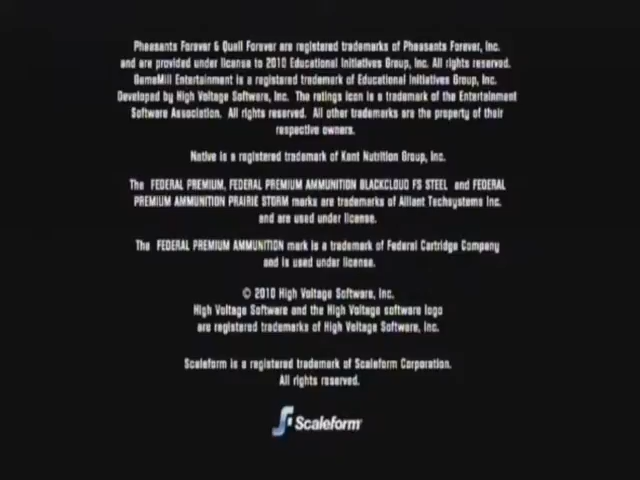 Pheasants Forever & Quail Forever are registered trademarks of Pheasants Forever, Inc.
and are provided under license to 2010 Educational Initiatives Group, Inc. All rights reserved.
GameMill Entertainment is a registered trademark of Educational Initiatives Group, Inc.
Developed by High Voltage Software, Inc. The ratings icon is a trademark of the Entertainment
Software Association. All rights reserved. All other trademarks are the property of their
respective owners.
Native is a registered trademark of Kent Nutrition Group, Inc.
The FEDERAL PREMIUM, FEDERAL PREMIUM AMMUNITION BLACKCLOUD FS STEEL and FEDERAL
PREMIUM AMMUNITION PRAIRIE STORM marks are trademarks of Alliant Techsystems Inc.
and are used under license.
The FEDERAL PREMIUM AMMUNITION mark is a trademark of Federal Cartridge Company
and is used under license.
© 2010 High Voltage Software, Inc.
High Voltage Software and the High Voltage software logo
are registered trademarks of High Voltage Software, Inc.
Scaleform is a registered trademark of Scaleform Corporation.
All rights reserved.
Scaleform